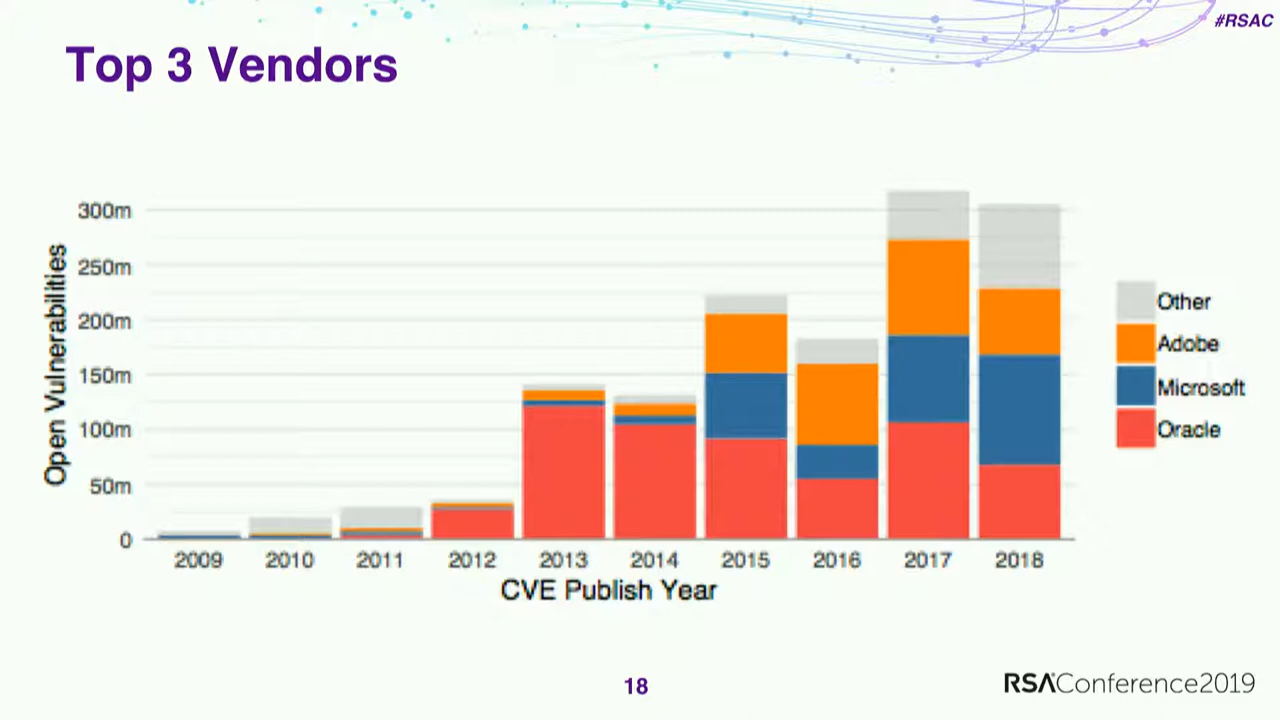 #RSAC
Top 3 Vendors
Open Vulnerabilities
300m
250m
200m
150m
100m
50m
0
2009 2010 2011 2012 2013 2014 2015 2016 2017 2018
CVE Publish Year
Other
Adobe
Microsoft
Oracle
18
RSAConference2019